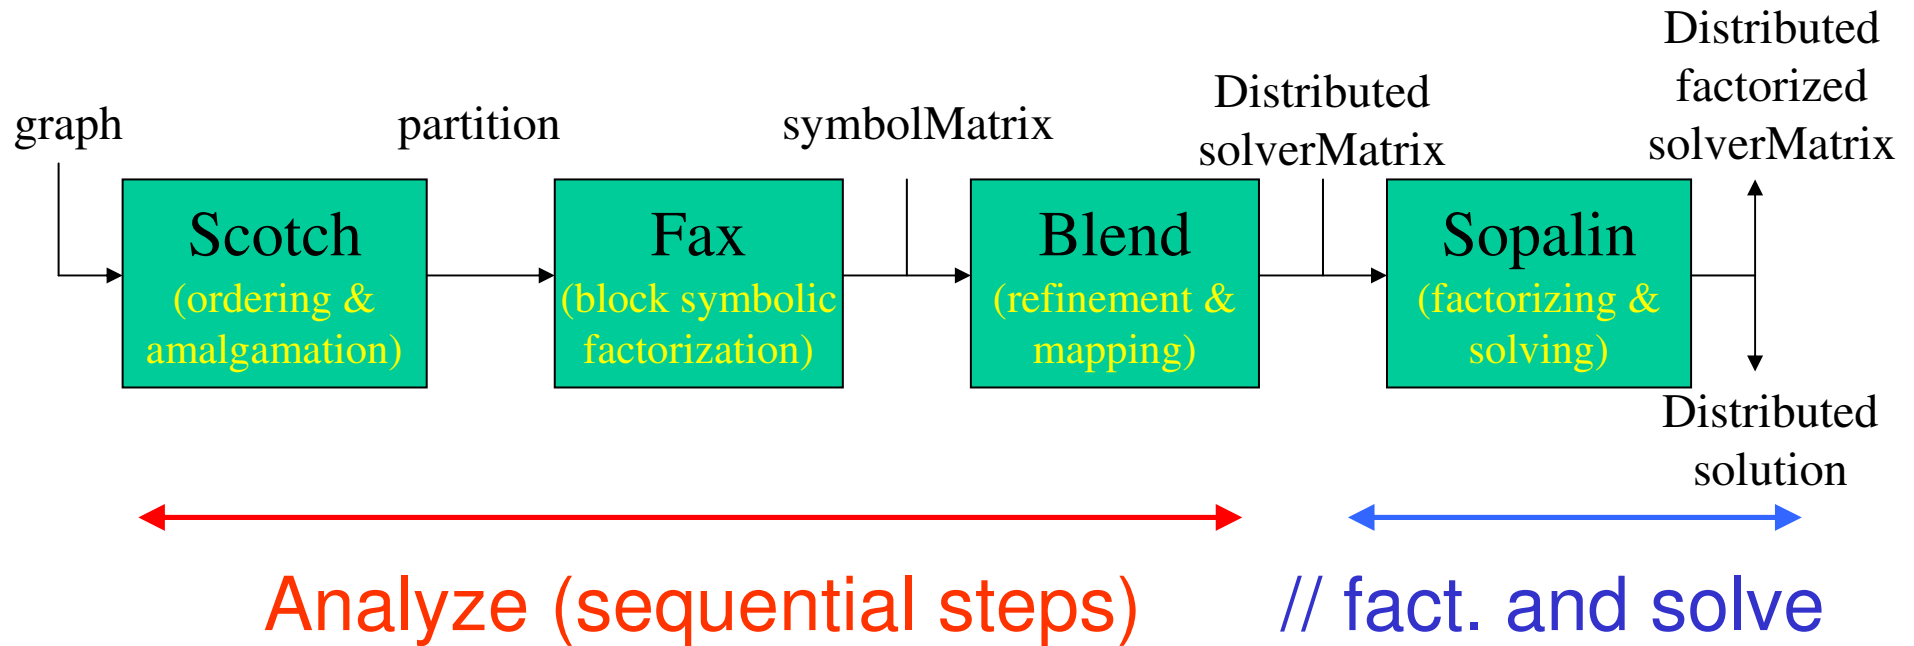 graph
partition
symbolMatrix
Distributed
solverMatrix
Distributed
factorized
solverMatrix
Scotch
(ordering &
amalgamation)
Fax
(block symbolic
factorization)
Blend
(refinement &
mapping)
Sopalin
(factorizing &
solving)
Distributed
solution
Analyze (sequential steps)
// fact. and solve